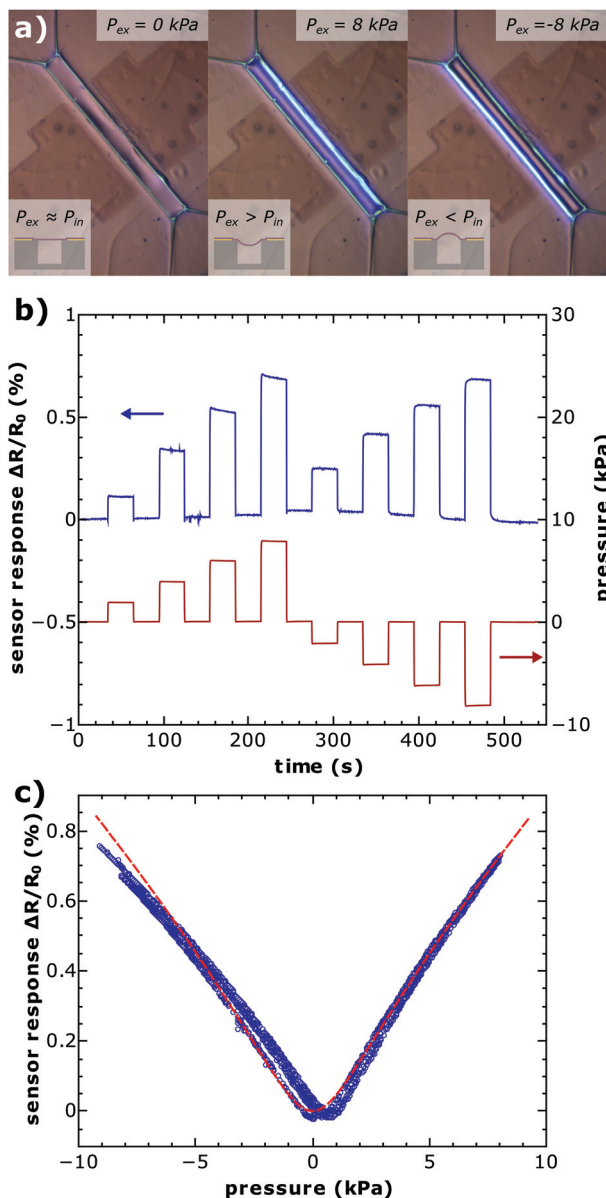 a)
P_ex = 0 kPa
P_ex = 8 kPa
P_ex =-8 kPa
P_ex ≈ P_in
P_ex > P_in
P_ex < P_in
b)
sensor response ΔR/R₀ (%)
1
0.5
0
−0.5
−1
30
20
10
0
−10
pressure (kPa)
0
100
200
300
400
500
time (s)
c)
sensor response ΔR/R₀ (%)
0.8
0.6
0.4
0.2
0
−10
−5
0
5
10
pressure (kPa)